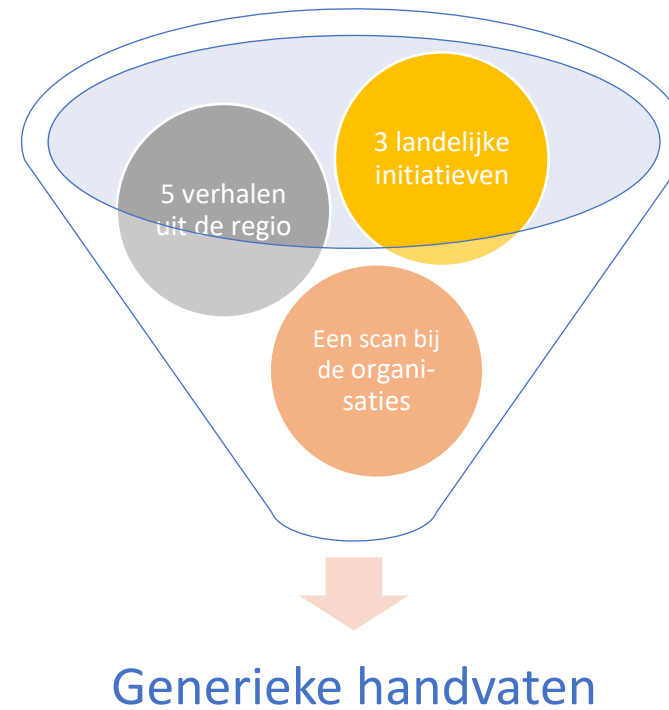 3 landelijke
initiatieven
5 verhalen
uit de regio
Een scan bij
de organi-
saties
Generieke handvaten